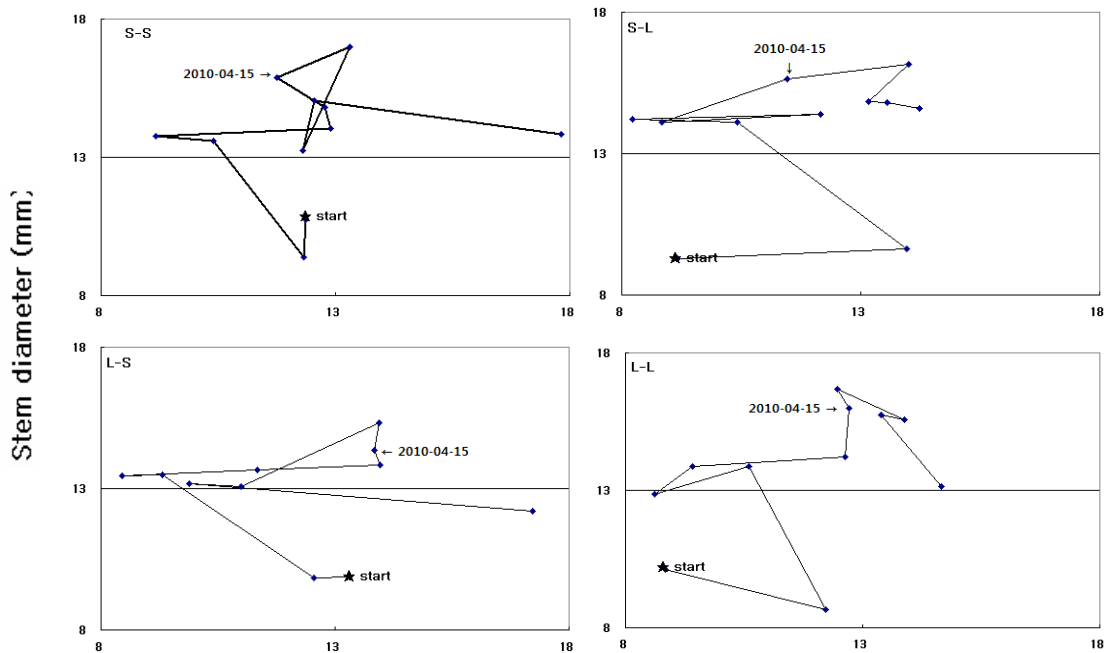 Stem diameter (mm)
18
S-S
2010-04-15 →
13
★ start
8
8 13 18
18
S-L
2010-04-15
↓
13
★ start
8
8 13 18
18
L-S
← 2010-04-15
13
★ start
8
8 13 18
18
L-L
2010-04-15 →
13
★ start
8
8 13 18